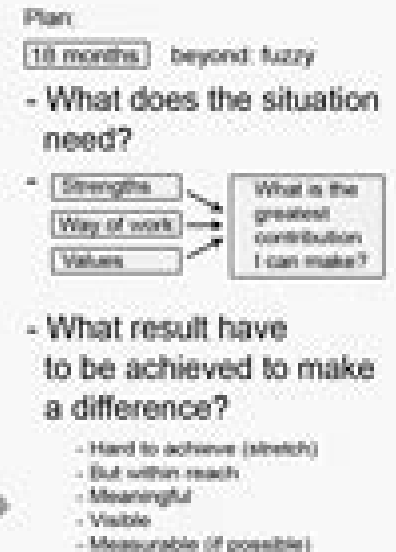 Plan:
18 months beyond: fuzzy
- What does the situation
need?
- Strengths
Way of work
Values
What is the
greatest
contribution
I can make?
- What result have
to be achieved to make
a difference?
- Hard to achieve (stretch)
- But within reach
- Meaningful
- Visible
- Measurable (if possible)